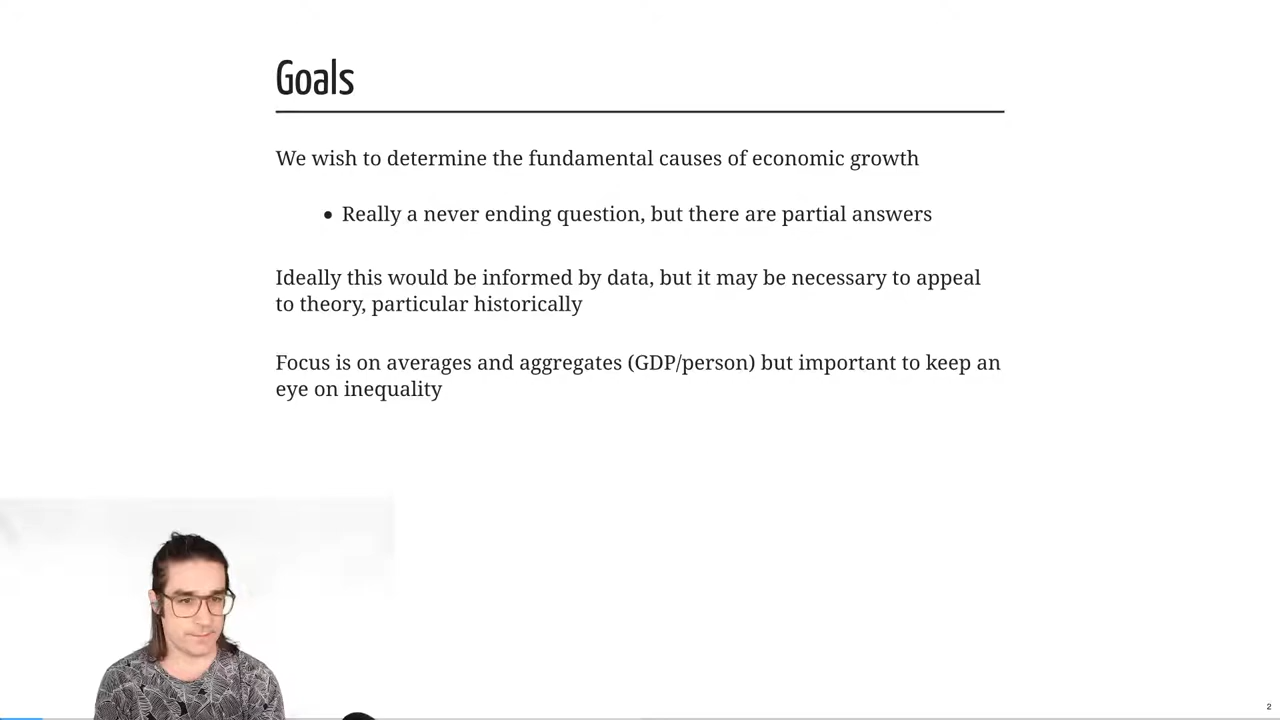 Goals
We wish to determine the fundamental causes of economic growth
• Really a never ending question, but there are partial answers
Ideally this would be informed by data, but it may be necessary to appeal
to theory, particular historically
Focus is on averages and aggregates (GDP/person) but important to keep an
eye on inequality
2